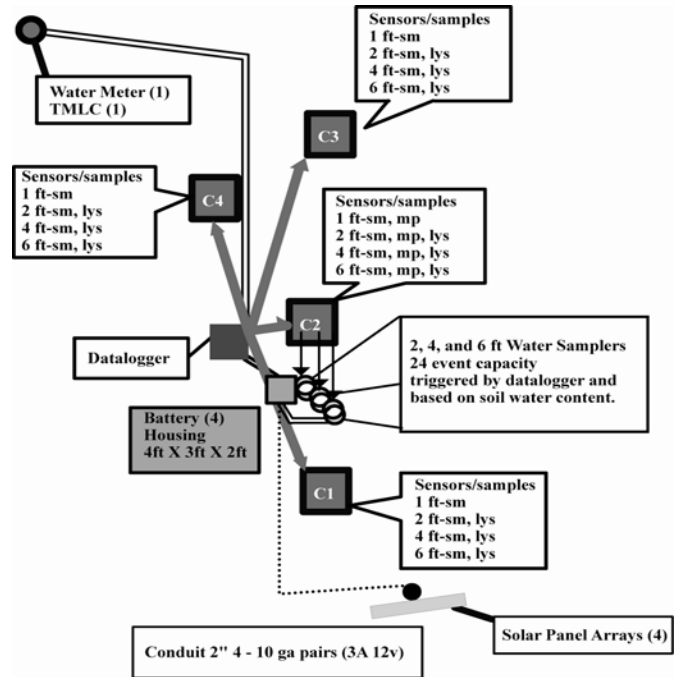 Sensors/samples
1 ft-sm
2 ft-sm, lys
4 ft-sm, lys
6 ft-sm, lys
Water Meter (1)
TMLC (1)
C3
Sensors/samples
1 ft-sm
2 ft-sm, lys
4 ft-sm, lys
6 ft-sm, lys
C4
Sensors/samples
1 ft-sm, mp
2 ft-sm, mp, lys
4 ft-sm, mp, lys
6 ft-sm, mp, lys
C2
Datalogger
2, 4, and 6 ft Water Samplers
24 event capacity
triggered by datalogger and
based on soil water content.
Battery (4)
Housing
4ft X 3ft X 2ft
C1
Sensors/samples
1 ft-sm
2 ft-sm, lys
4 ft-sm, lys
6 ft-sm, lys
Solar Panel Arrays (4)
Conduit 2" 4 - 10 ga pairs (3A 12v)